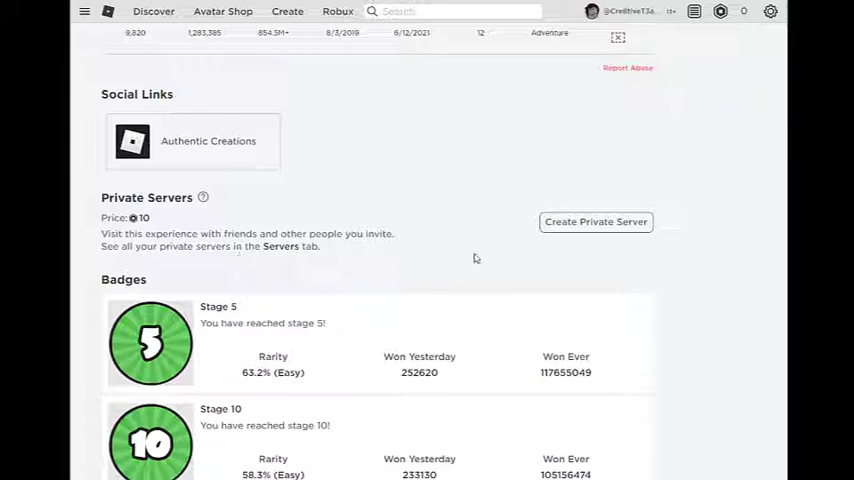 Discover Avatar Shop Create Robux Search @Cre8tiveT3a... 0
9,820 1,283,385 854.5M+ 8/3/2019 6/12/2021 12 Adventure
Report Abuse
Social Links
Authentic Creations
Private Servers ?
Price: 10
Create Private Server
Visit this experience with friends and other people you invite.
See all your private servers in the Servers tab.
Badges
5
Stage 5
You have reached stage 5!
Rarity Won Yesterday Won Ever
63.2% (Easy) 252620 117655049
10
Stage 10
You have reached stage 10!
Rarity Won Yesterday Won Ever
58.3% (Easy) 233130 105156474